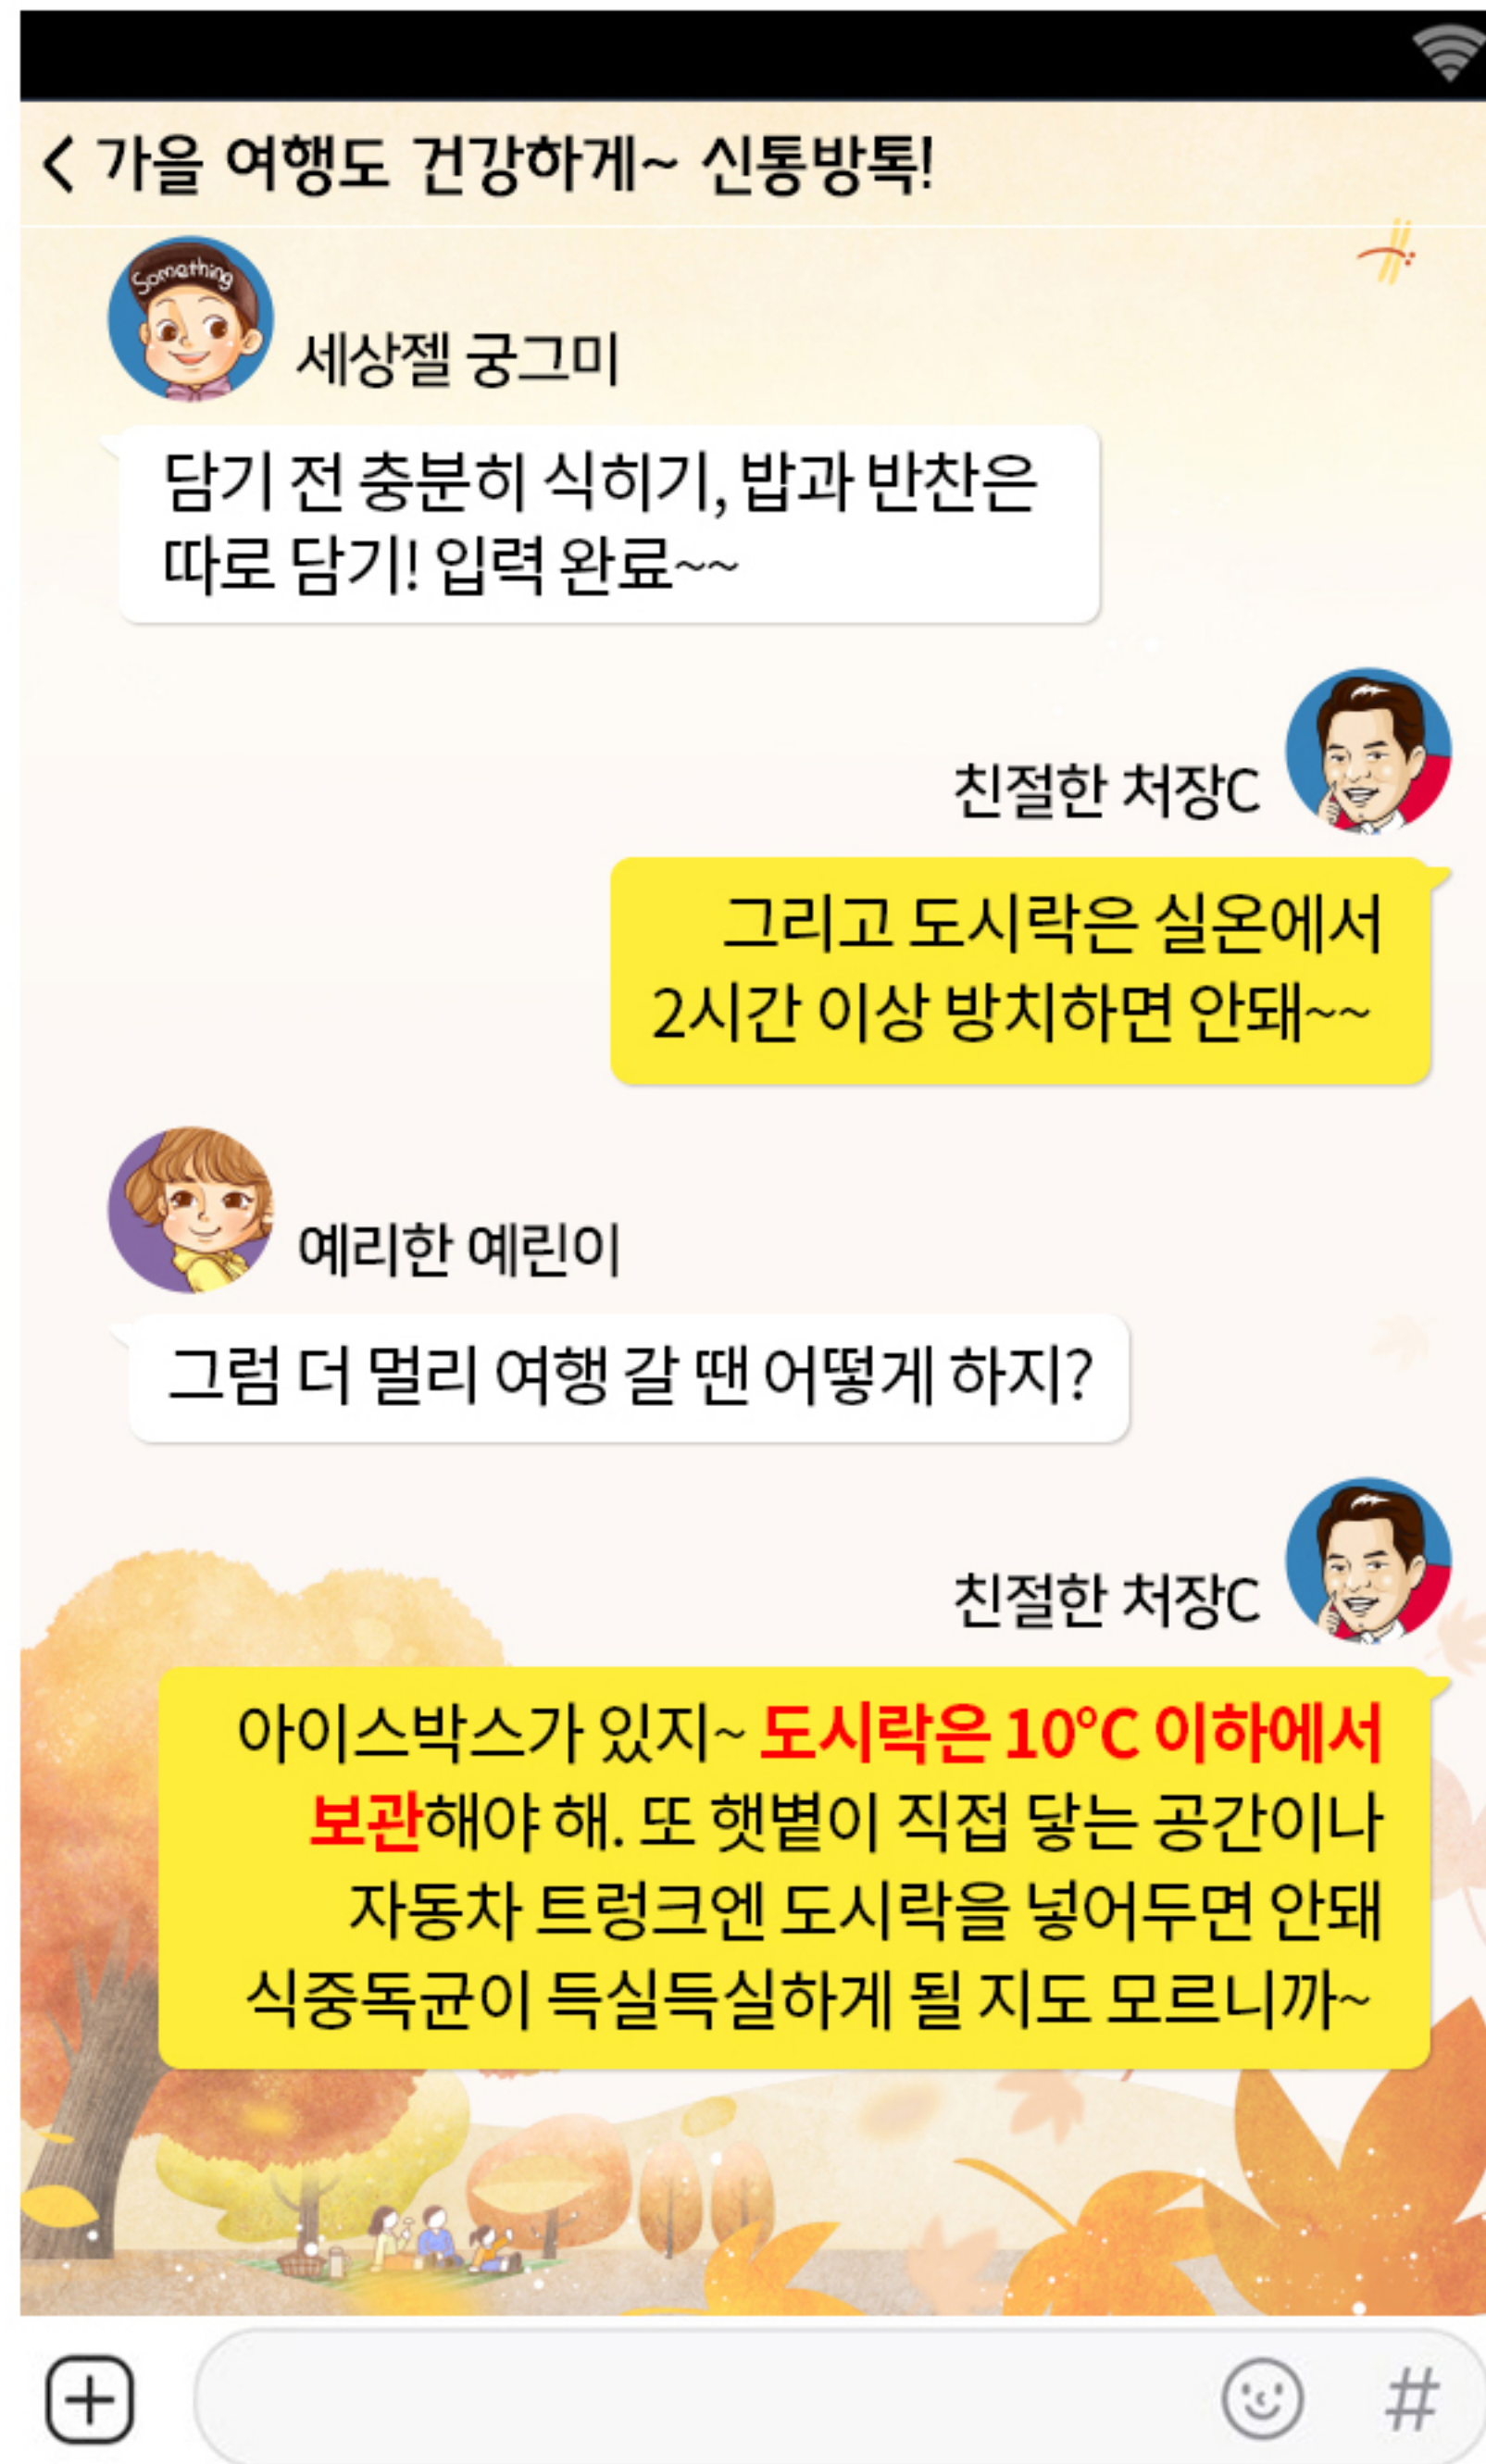 가을 여행도 건강하게~ 신통방톡!
Something
세상젤 궁그미
담기 전 충분히 식히기, 밥과 반찬은
따로 담기! 입력 완료~~
친절한 처장C
그리고 도시락은 실온에서
2시간 이상 방치하면 안돼~~
예리한 예린이
그럼 더 멀리 여행 갈 땐 어떻게 하지?
친절한 처장C
아이스박스가 있지~ 도시락은 10°C 이하에서
보관해야 해. 또 햇볕이 직접 닿는 공간이나
자동차 트렁크엔 도시락을 넣어두면 안돼
식중독균이 득실득실하게 될 지도 모르니까~
#